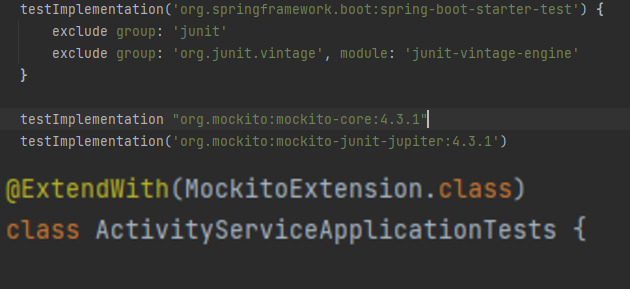 testImplementation('org.springframework.boot:spring-boot-starter-test') {
exclude group: 'junit'
exclude group: 'org.junit.vintage', module: 'junit-vintage-engine'
}
testImplementation "org.mockito:mockito-core:4.3.1"
testImplementation('org.mockito:mockito-junit-jupiter:4.3.1')
@ExtendWith(MockitoExtension.class)
class ActivityServiceApplicationTests {